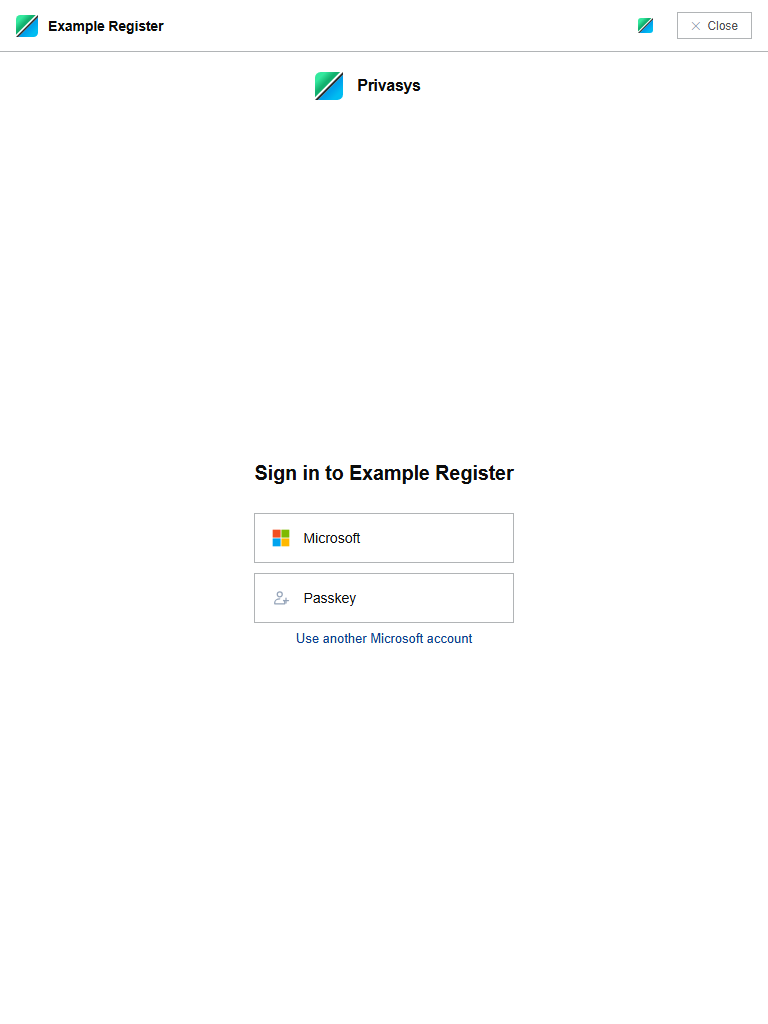 Example Register
Close
Privasys
Sign in to Example Register
Microsoft
Passkey
Use another Microsoft account